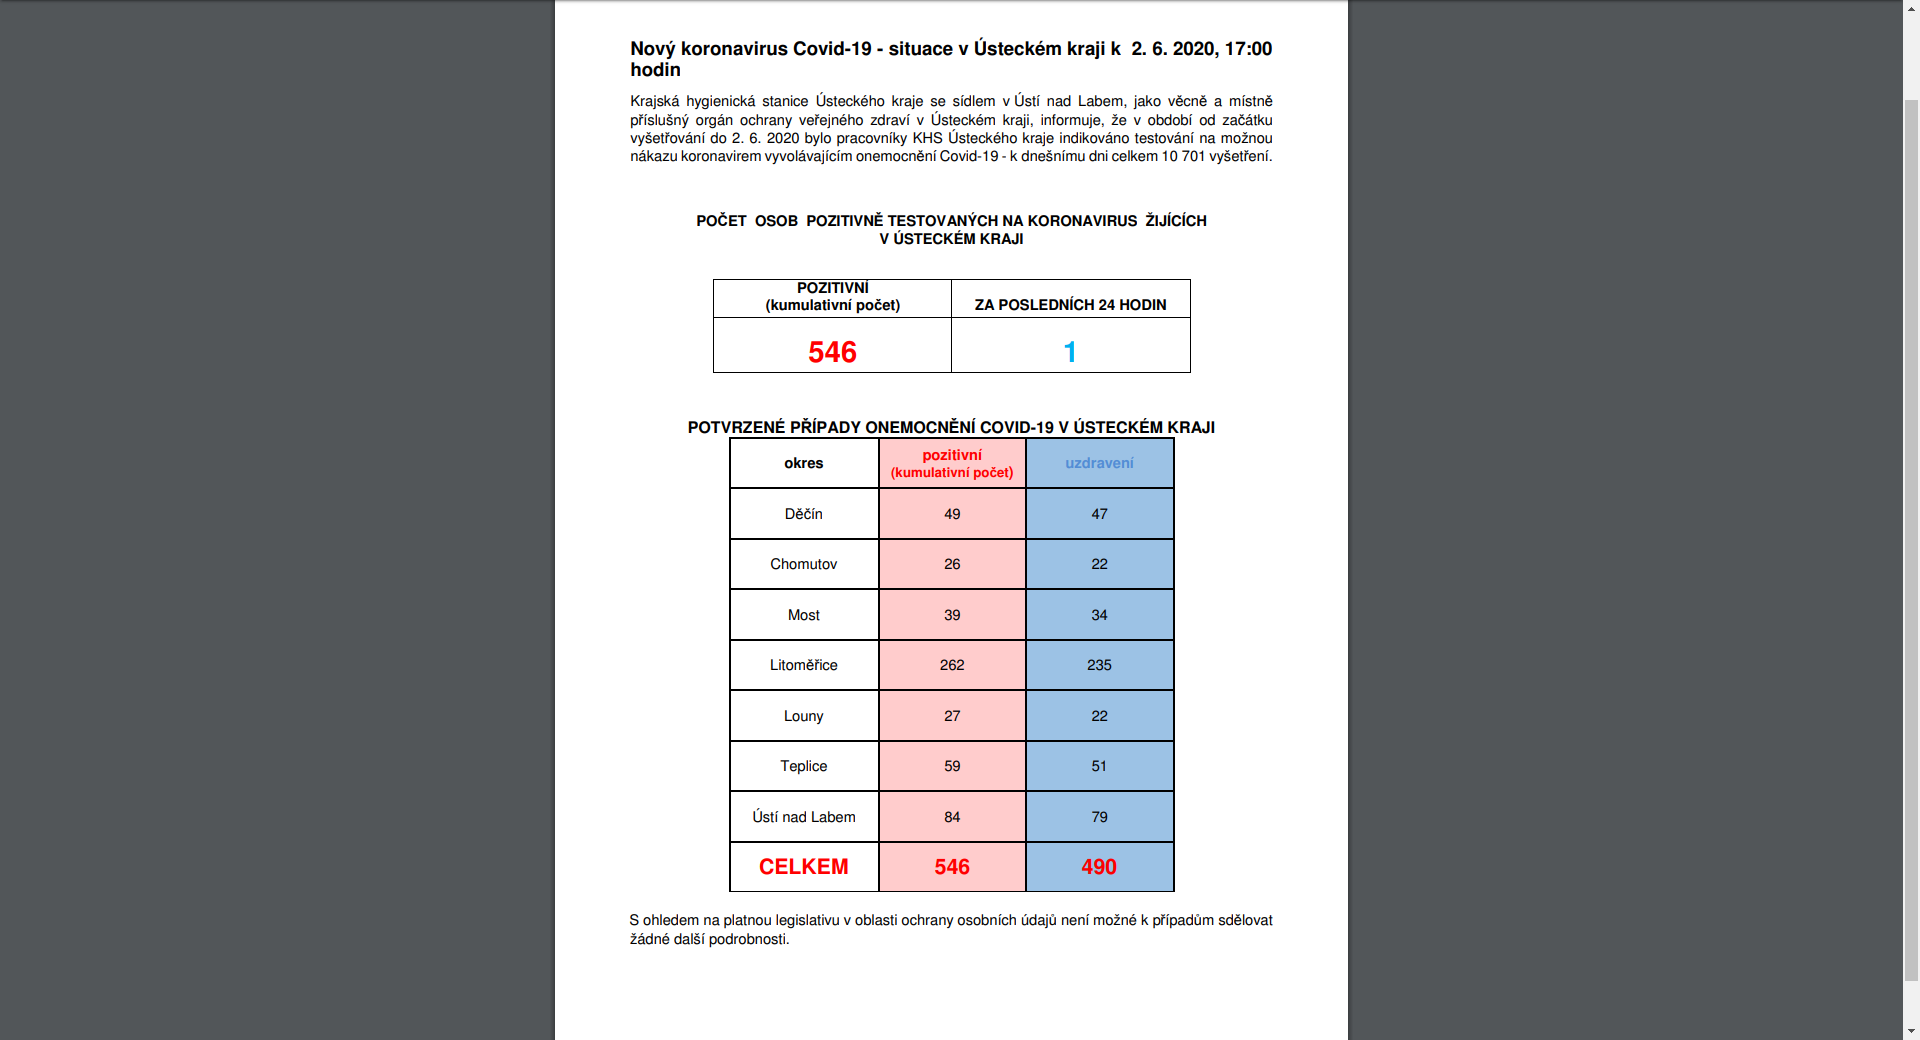 Nový koronavirus Covid-19 - situace v Ústeckém kraji k 2. 6. 2020, 17:00
hodin
Krajská hygienická stanice Ústeckého kraje se sídlem v Ústí nad Labem, jako věcně a místně
příslušný orgán ochrany veřejného zdraví v Ústeckém kraji, informuje, že v období od začátku
vyšetřování do 2. 6. 2020 bylo pracovníky KHS Ústeckého kraje indikováno testování na možnou
nákazu koronavirem vyvolávajícím onemocnění Covid-19 - k dnešnímu dni celkem 10 701 vyšetření.
POČET OSOB POZITIVNĚ TESTOVANÝCH NA KORONAVIRUS ŽIJÍCÍCH
V ÚSTECKÉM KRAJI
POZITIVNÍ
(kumulativní počet) ZA POSLEDNÍCH 24 HODIN
546 1
POTVRZENÉ PŘÍPADY ONEMOCNĚNÍ COVID-19 V ÚSTECKÉM KRAJI
okres pozitivní (kumulativní počet) uzdravení
Děčín 49 47
Chomutov 26 22
Most 39 34
Litoměřice 262 235
Louny 27 22
Teplice 59 51
Ústí nad Labem 84 79
CELKEM 546 490
S ohledem na platnou legislativu v oblasti ochrany osobních údajů není možné k případům sdělovat
žádné další podrobnosti.